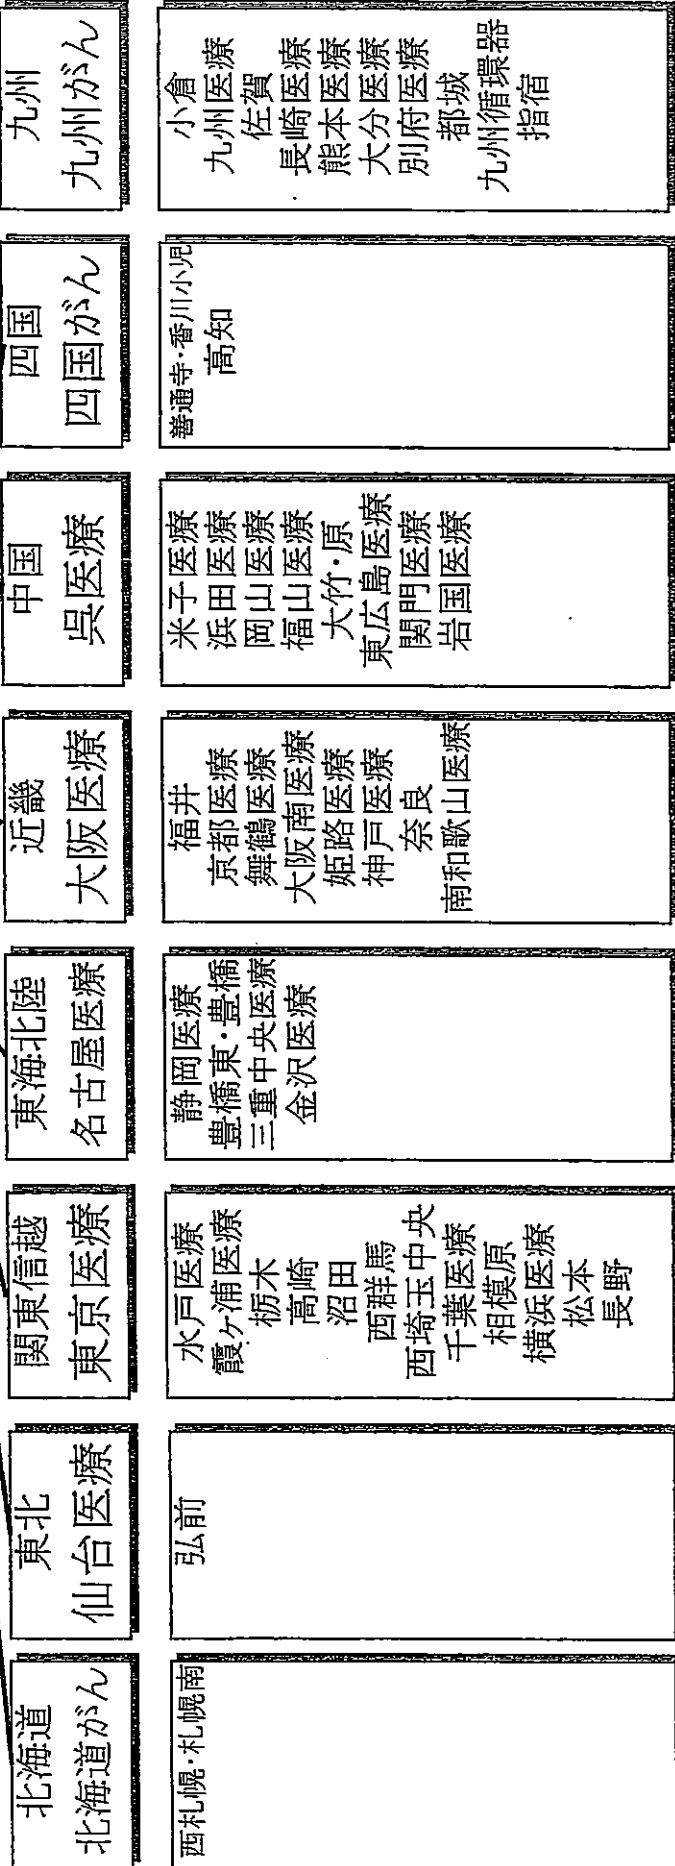 北海道
北海道がん
西札幌・札幌南
東北
仙台医療
弘前
関東信越
東京医療
水戸医療
霞ヶ浦医療
栃木
高崎
沼田
西群馬
西埼玉中央
千葉医療
相模原
横浜医療
松本
長野
東海北陸
名古屋医療
静岡医療
豊橋東・豊橋
三重中央医療
金沢医療
近畿
大阪医療
福井
京都医療
舞鶴医療
大阪南医療
姫路医療
神戸医療
奈良
南和歌山医療
中国
呉医療
米子医療
浜田医療
岡山医療
福山医療
大竹・原
東広島医療
関門医療
岩国医療
四国
四国がん
善通寺・香川小児
高知
九州
九州がん
小倉
九州医療
佐賀
長崎医療
熊本医療
大分医療
別府医療
都城
九州循環器
指宿